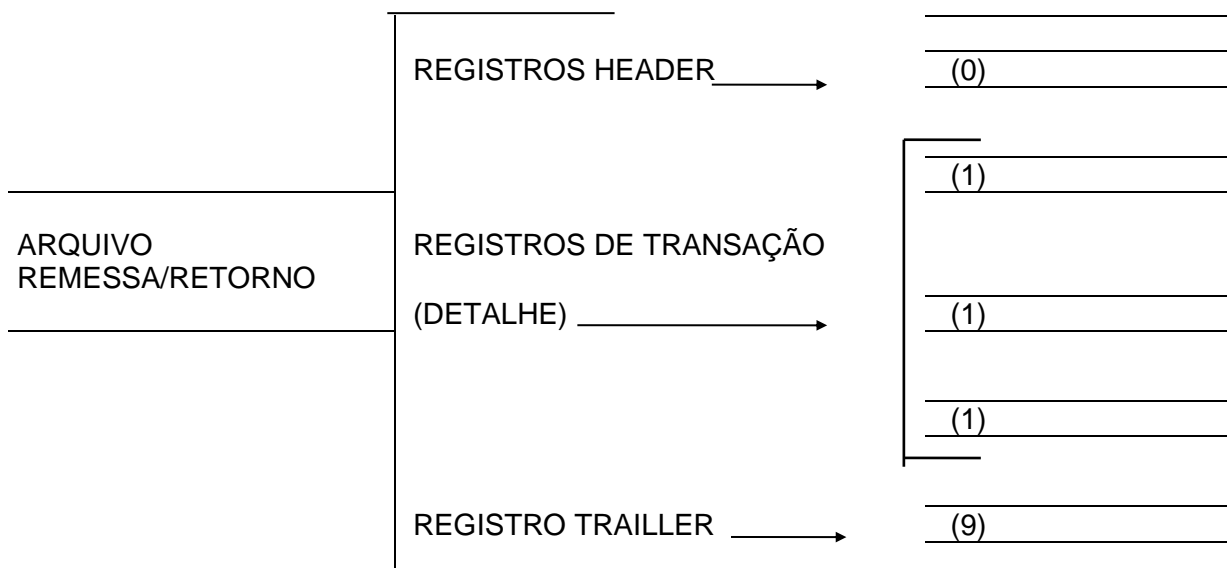 REGISTROS HEADER
(0)
(1)
ARQUIVO
REMESSA/RETORNO
REGISTROS DE TRANSAÇÃO
(DETALHE)
(1)
(1)
REGISTRO TRAILLER
(9)